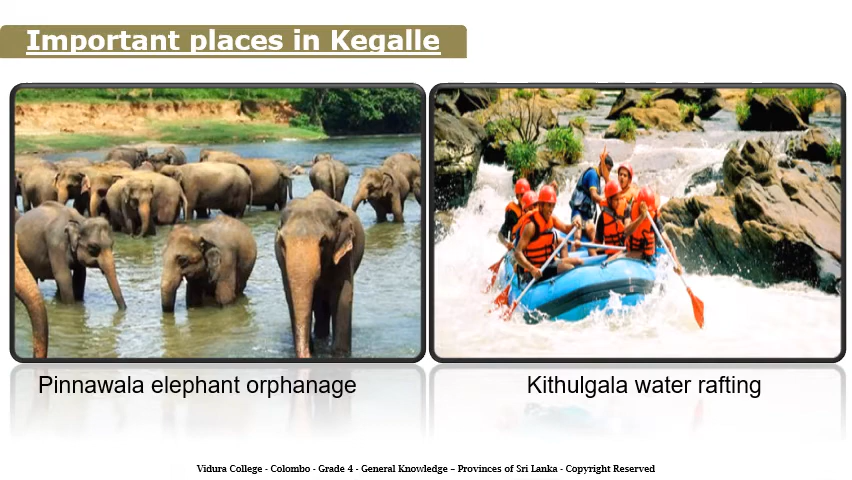 Important places in Kegalle
Pinnawala elephant orphanage
Kithulgala water rafting
Vidura College - Colombo - Grade 4 - General Knowledge – Provinces of Sri Lanka - Copyright Reserved